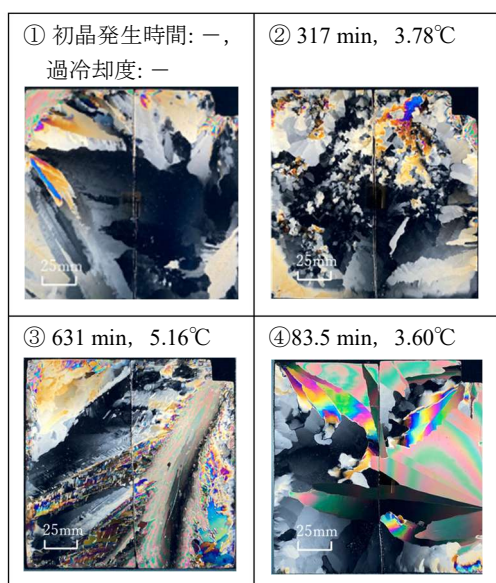 ① 初晶発生時間: －,
過冷却度: －
25mm
② 317 min, 3.78℃
25mm
③ 631 min, 5.16℃
25mm
④83.5 min, 3.60℃
25mm